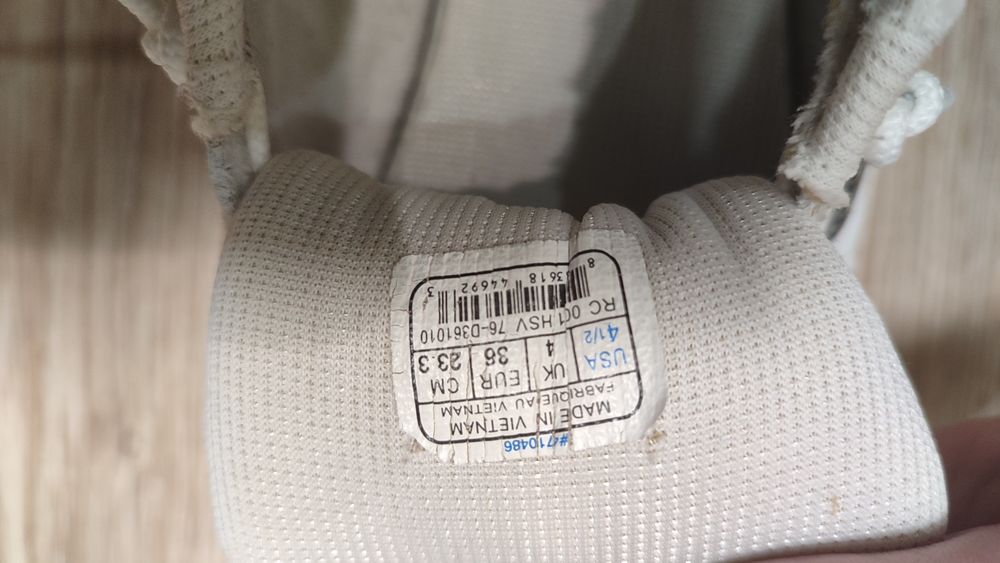 #4710486
MADE IN VIETNAM
FABRIQUE AU VIETNAM
USA UK EUR CM
4 1/2 4 36 23.3
RC 001 HSV 76-D361010
8 83618 44692 3